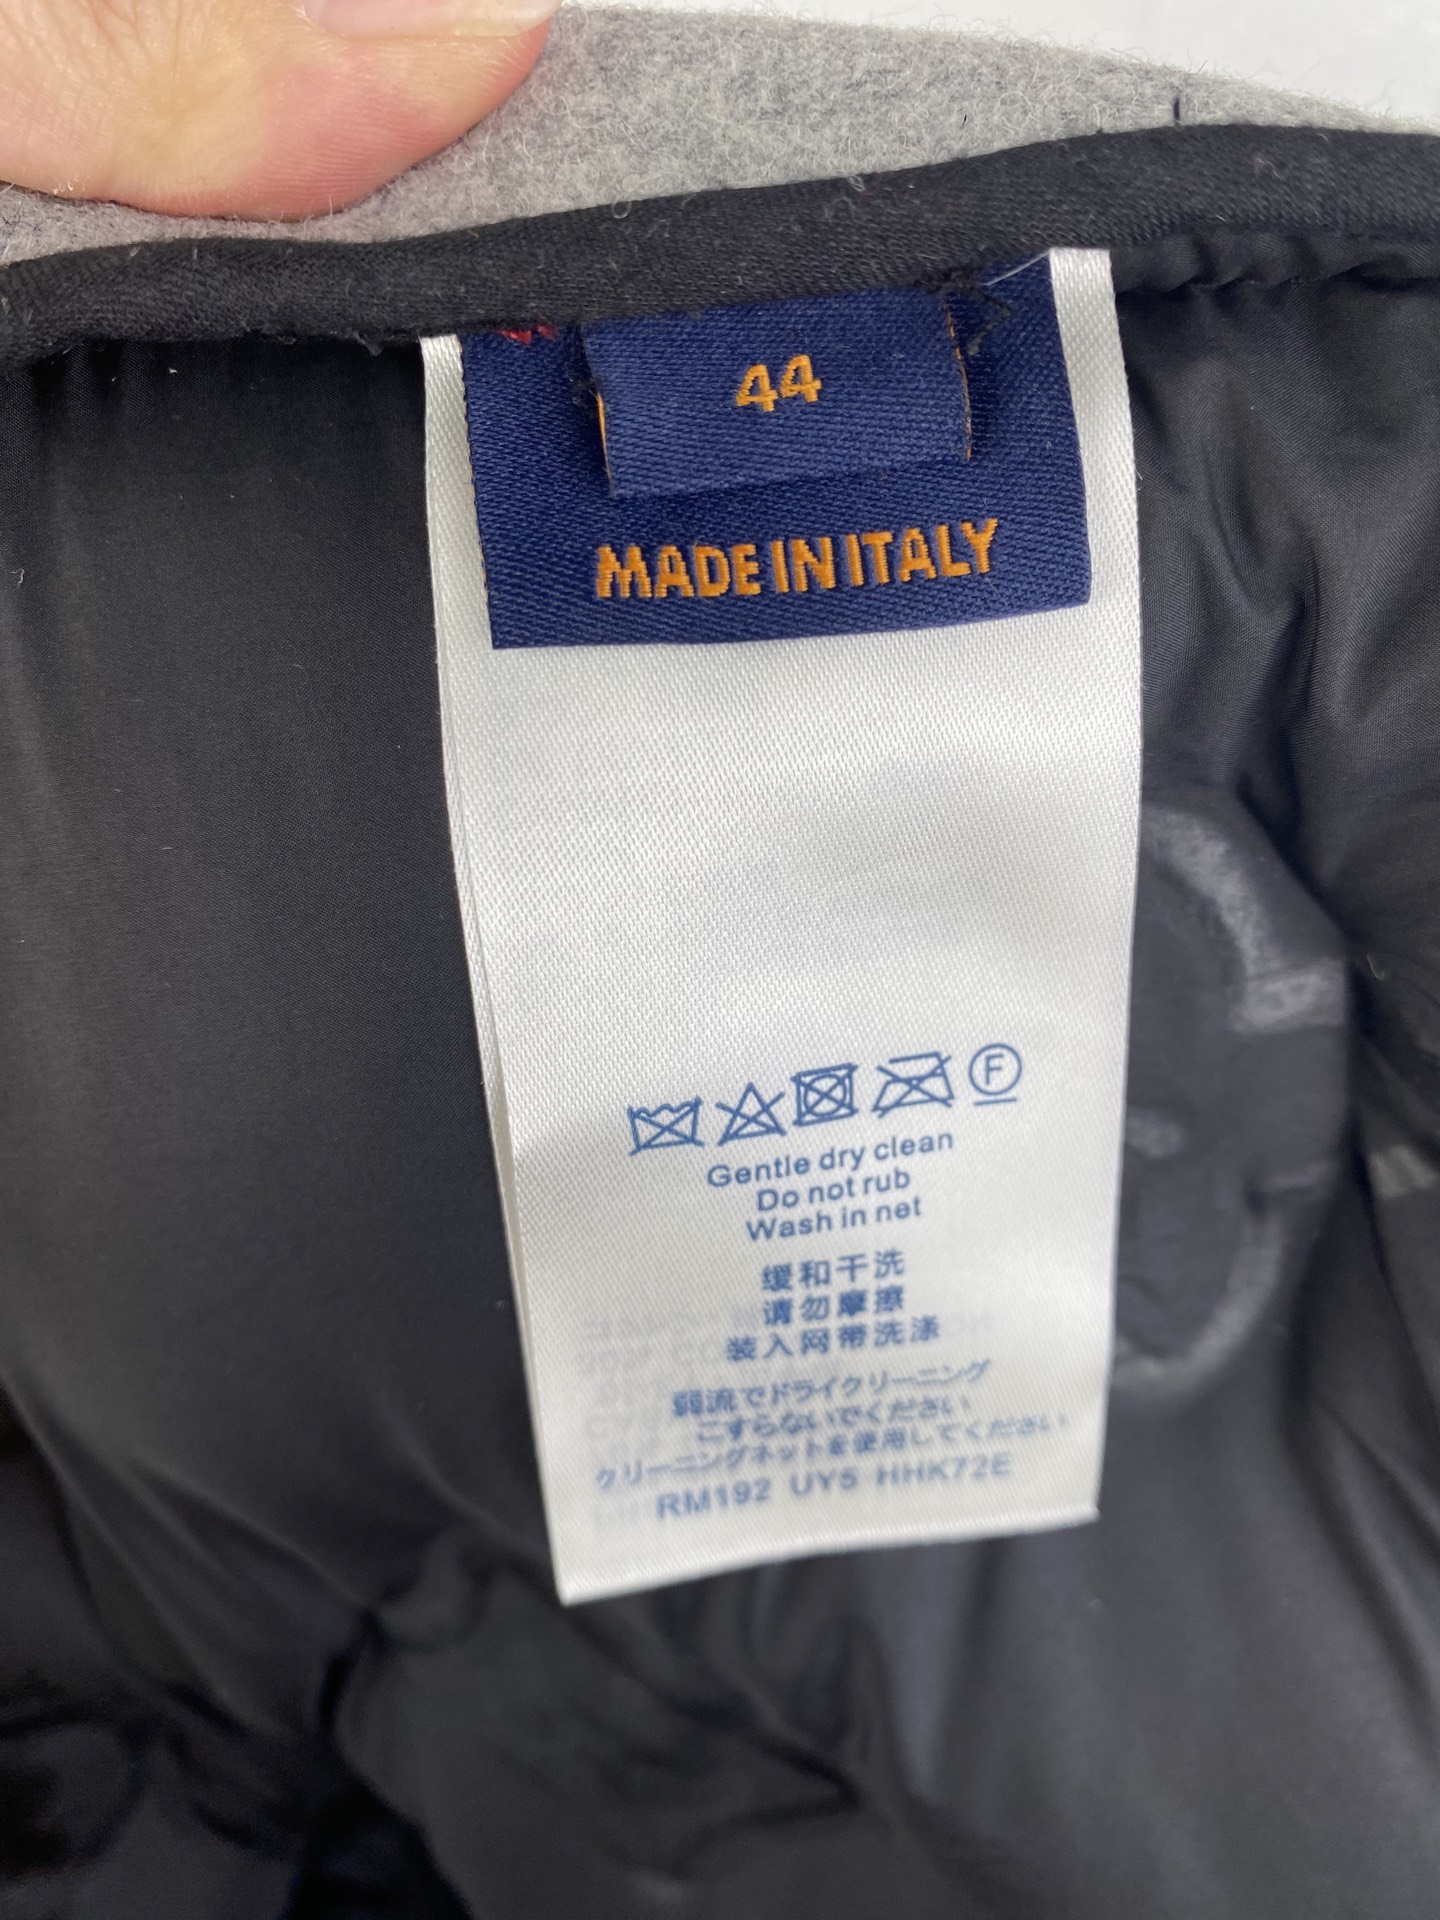 44
MADE IN ITALY
F
Gentle dry clean
Do not rub
Wash in net
缓和干洗
请勿摩擦
装入网带洗涤
弱流でドライクリーニング
こすらないでください
クリーニングネットを使用してください
RM192 UY5 HHK72E